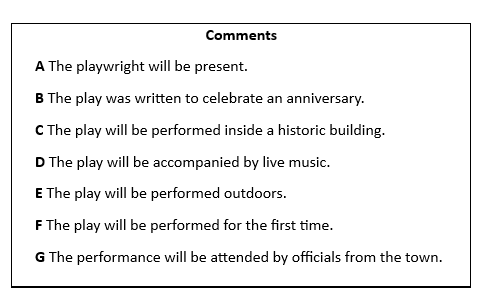 Comments
A The playwright will be present.
B The play was written to celebrate an anniversary.
C The play will be performed inside a historic building.
D The play will be accompanied by live music.
E The play will be performed outdoors.
F The play will be performed for the first time.
G The performance will be attended by officials from the town.